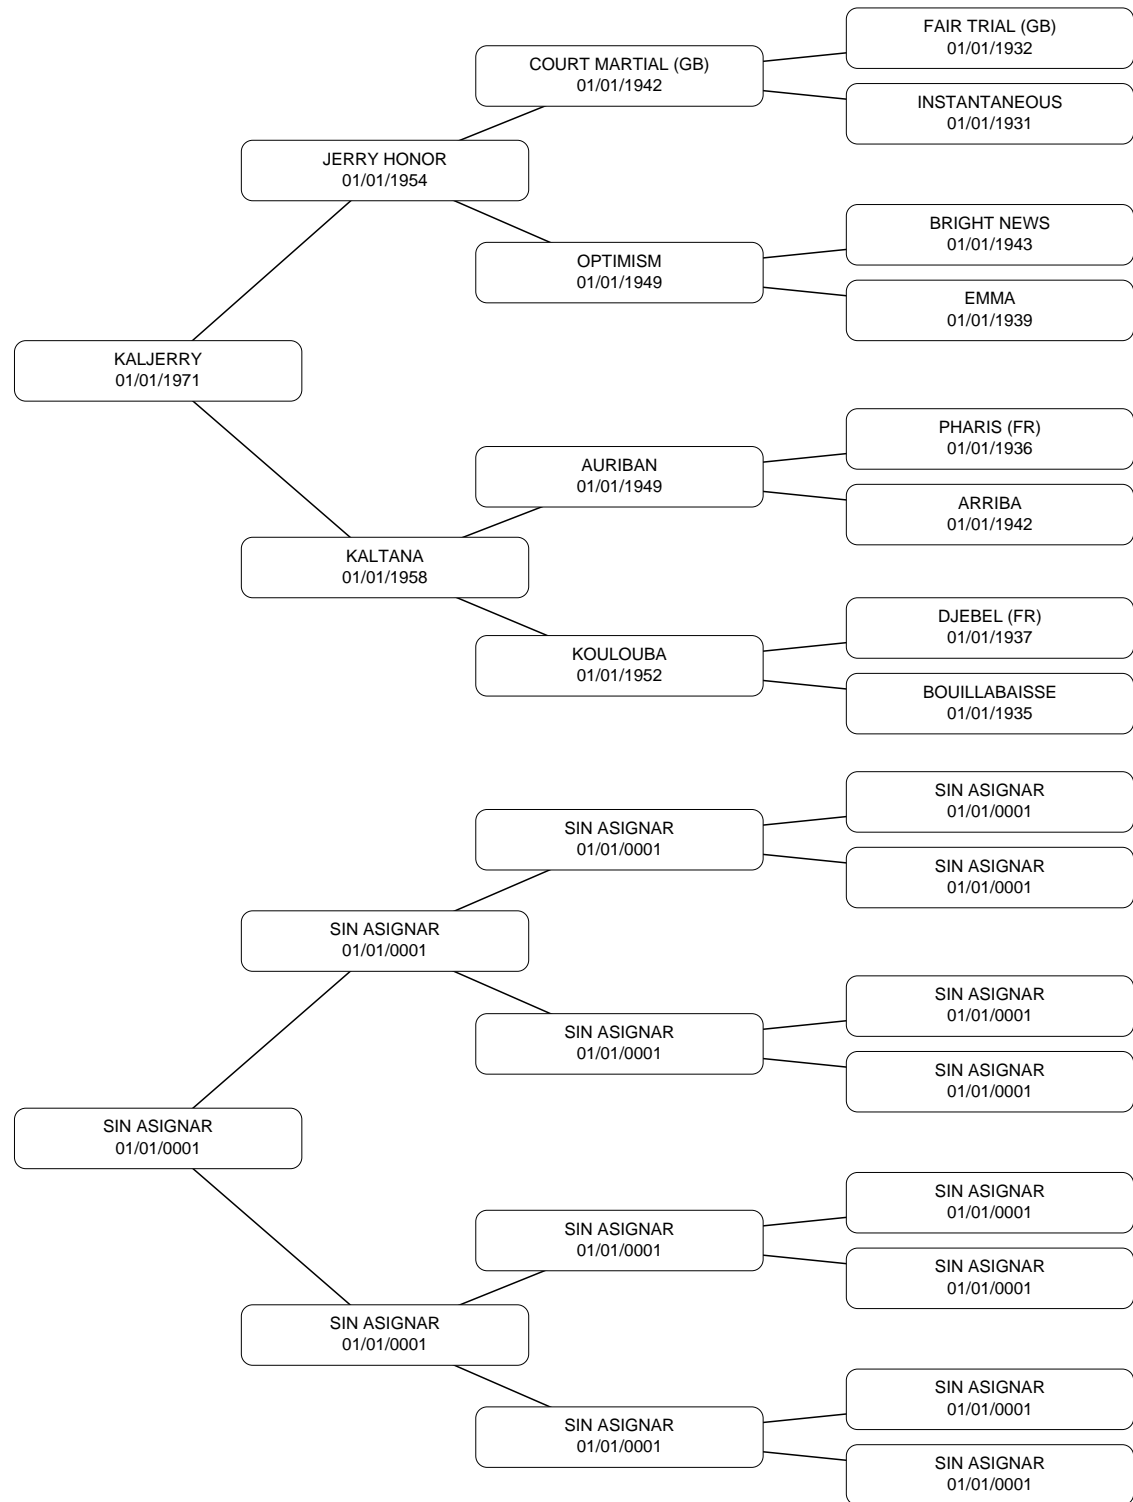 FAIR TRIAL (GB)
01/01/1932
COURT MARTIAL (GB)
01/01/1942
INSTANTANEOUS
01/01/1931
JERRY HONOR
01/01/1954
BRIGHT NEWS
01/01/1943
OPTIMISM
01/01/1949
EMMA
01/01/1939
KALJERRY
01/01/1971
PHARIS (FR)
01/01/1936
AURIBAN
01/01/1949
ARRIBA
01/01/1942
KALTANA
01/01/1958
DJEBEL (FR)
01/01/1937
KOULOUBA
01/01/1952
BOUILLABAISSE
01/01/1935
SIN ASIGNAR
01/01/0001
SIN ASIGNAR
01/01/0001
SIN ASIGNAR
01/01/0001
SIN ASIGNAR
01/01/0001
SIN ASIGNAR
01/01/0001
SIN ASIGNAR
01/01/0001
SIN ASIGNAR
01/01/0001
SIN ASIGNAR
01/01/0001
SIN ASIGNAR
01/01/0001
SIN ASIGNAR
01/01/0001
SIN ASIGNAR
01/01/0001
SIN ASIGNAR
01/01/0001
SIN ASIGNAR
01/01/0001
SIN ASIGNAR
01/01/0001
SIN ASIGNAR
01/01/0001